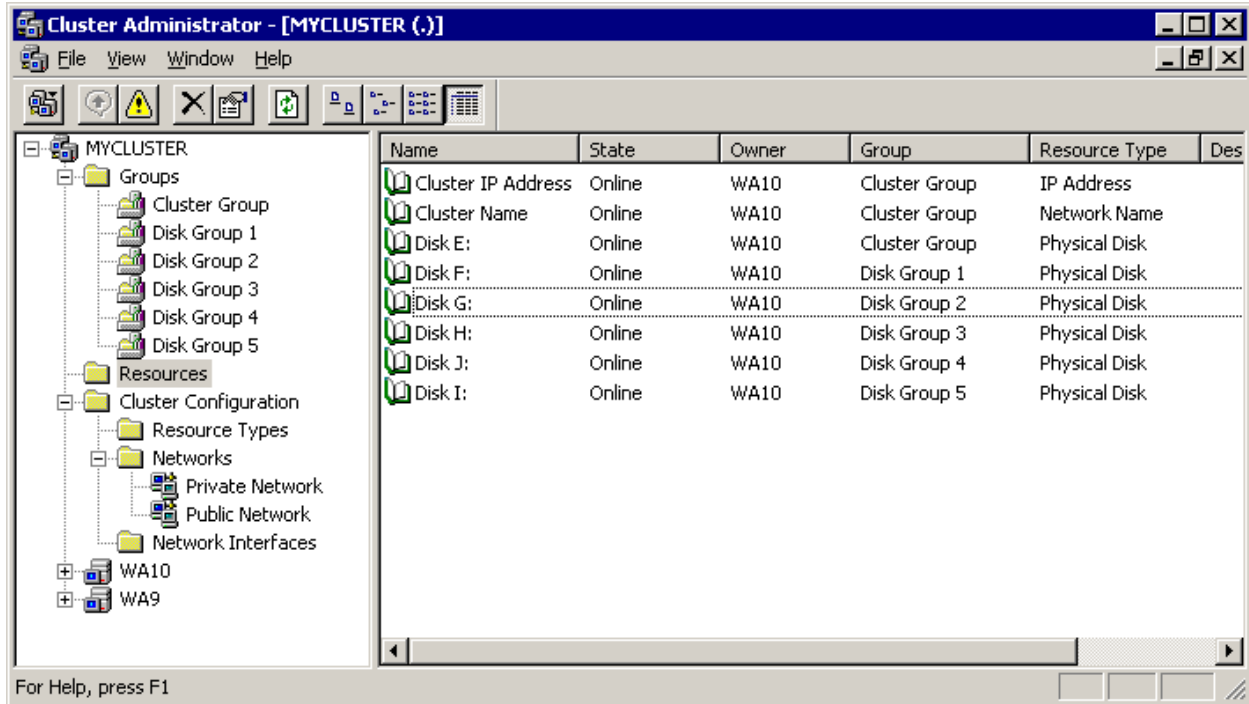 Cluster Administrator - [MYCLUSTER (.)]
File View Window Help
MYCLUSTER
Groups
Cluster Group
Disk Group 1
Disk Group 2
Disk Group 3
Disk Group 4
Disk Group 5
Resources
Cluster Configuration
Resource Types
Networks
Private Network
Public Network
Network Interfaces
WA10
WA9
Name State Owner Group Resource Type Des
Cluster IP Address Online WA10 Cluster Group IP Address
Cluster Name Online WA10 Cluster Group Network Name
Disk E: Online WA10 Cluster Group Physical Disk
Disk F: Online WA10 Disk Group 1 Physical Disk
Disk G: Online WA10 Disk Group 2 Physical Disk
Disk H: Online WA10 Disk Group 3 Physical Disk
Disk J: Online WA10 Disk Group 4 Physical Disk
Disk I: Online WA10 Disk Group 5 Physical Disk
For Help, press F1